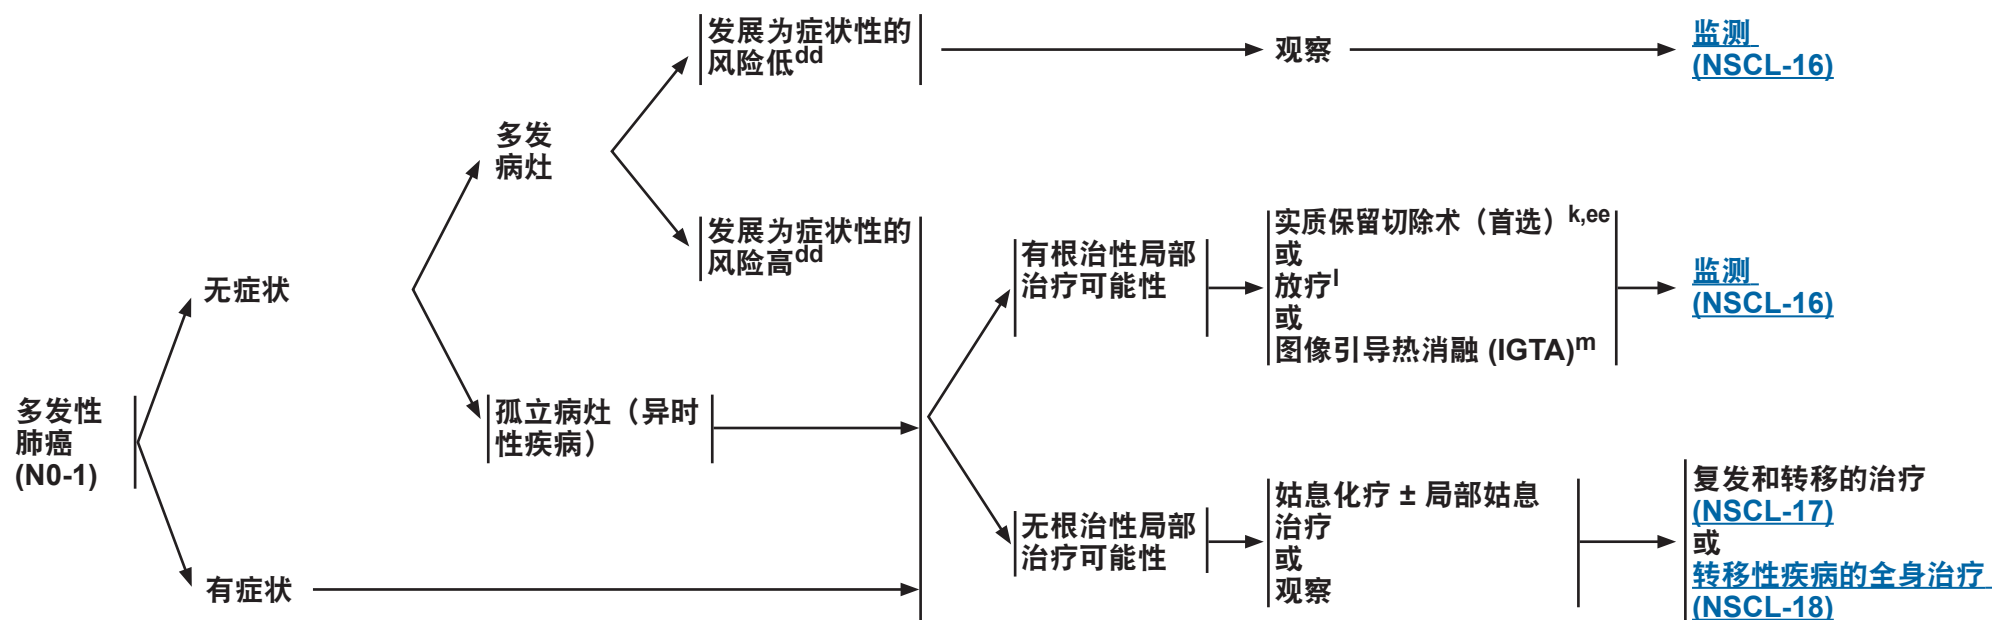 发展为症状性的
风险低dd
观察
监测
(NSCL-16)
多发
病灶
发展为症状性的
风险高dd
无症状
有根治性局部
治疗可能性
实质保留切除术（首选）k,ee
或
放疗l
或
图像引导热消融 (IGTA)m
监测
(NSCL-16)
多发性
肺癌
(N0-1)
孤立病灶（异时
性疾病）
有症状
无根治性局部
治疗可能性
姑息化疗 ± 局部姑息
治疗
或
观察
复发和转移的治疗
(NSCL-17)
或
转移性疾病的全身治疗
(NSCL-18)